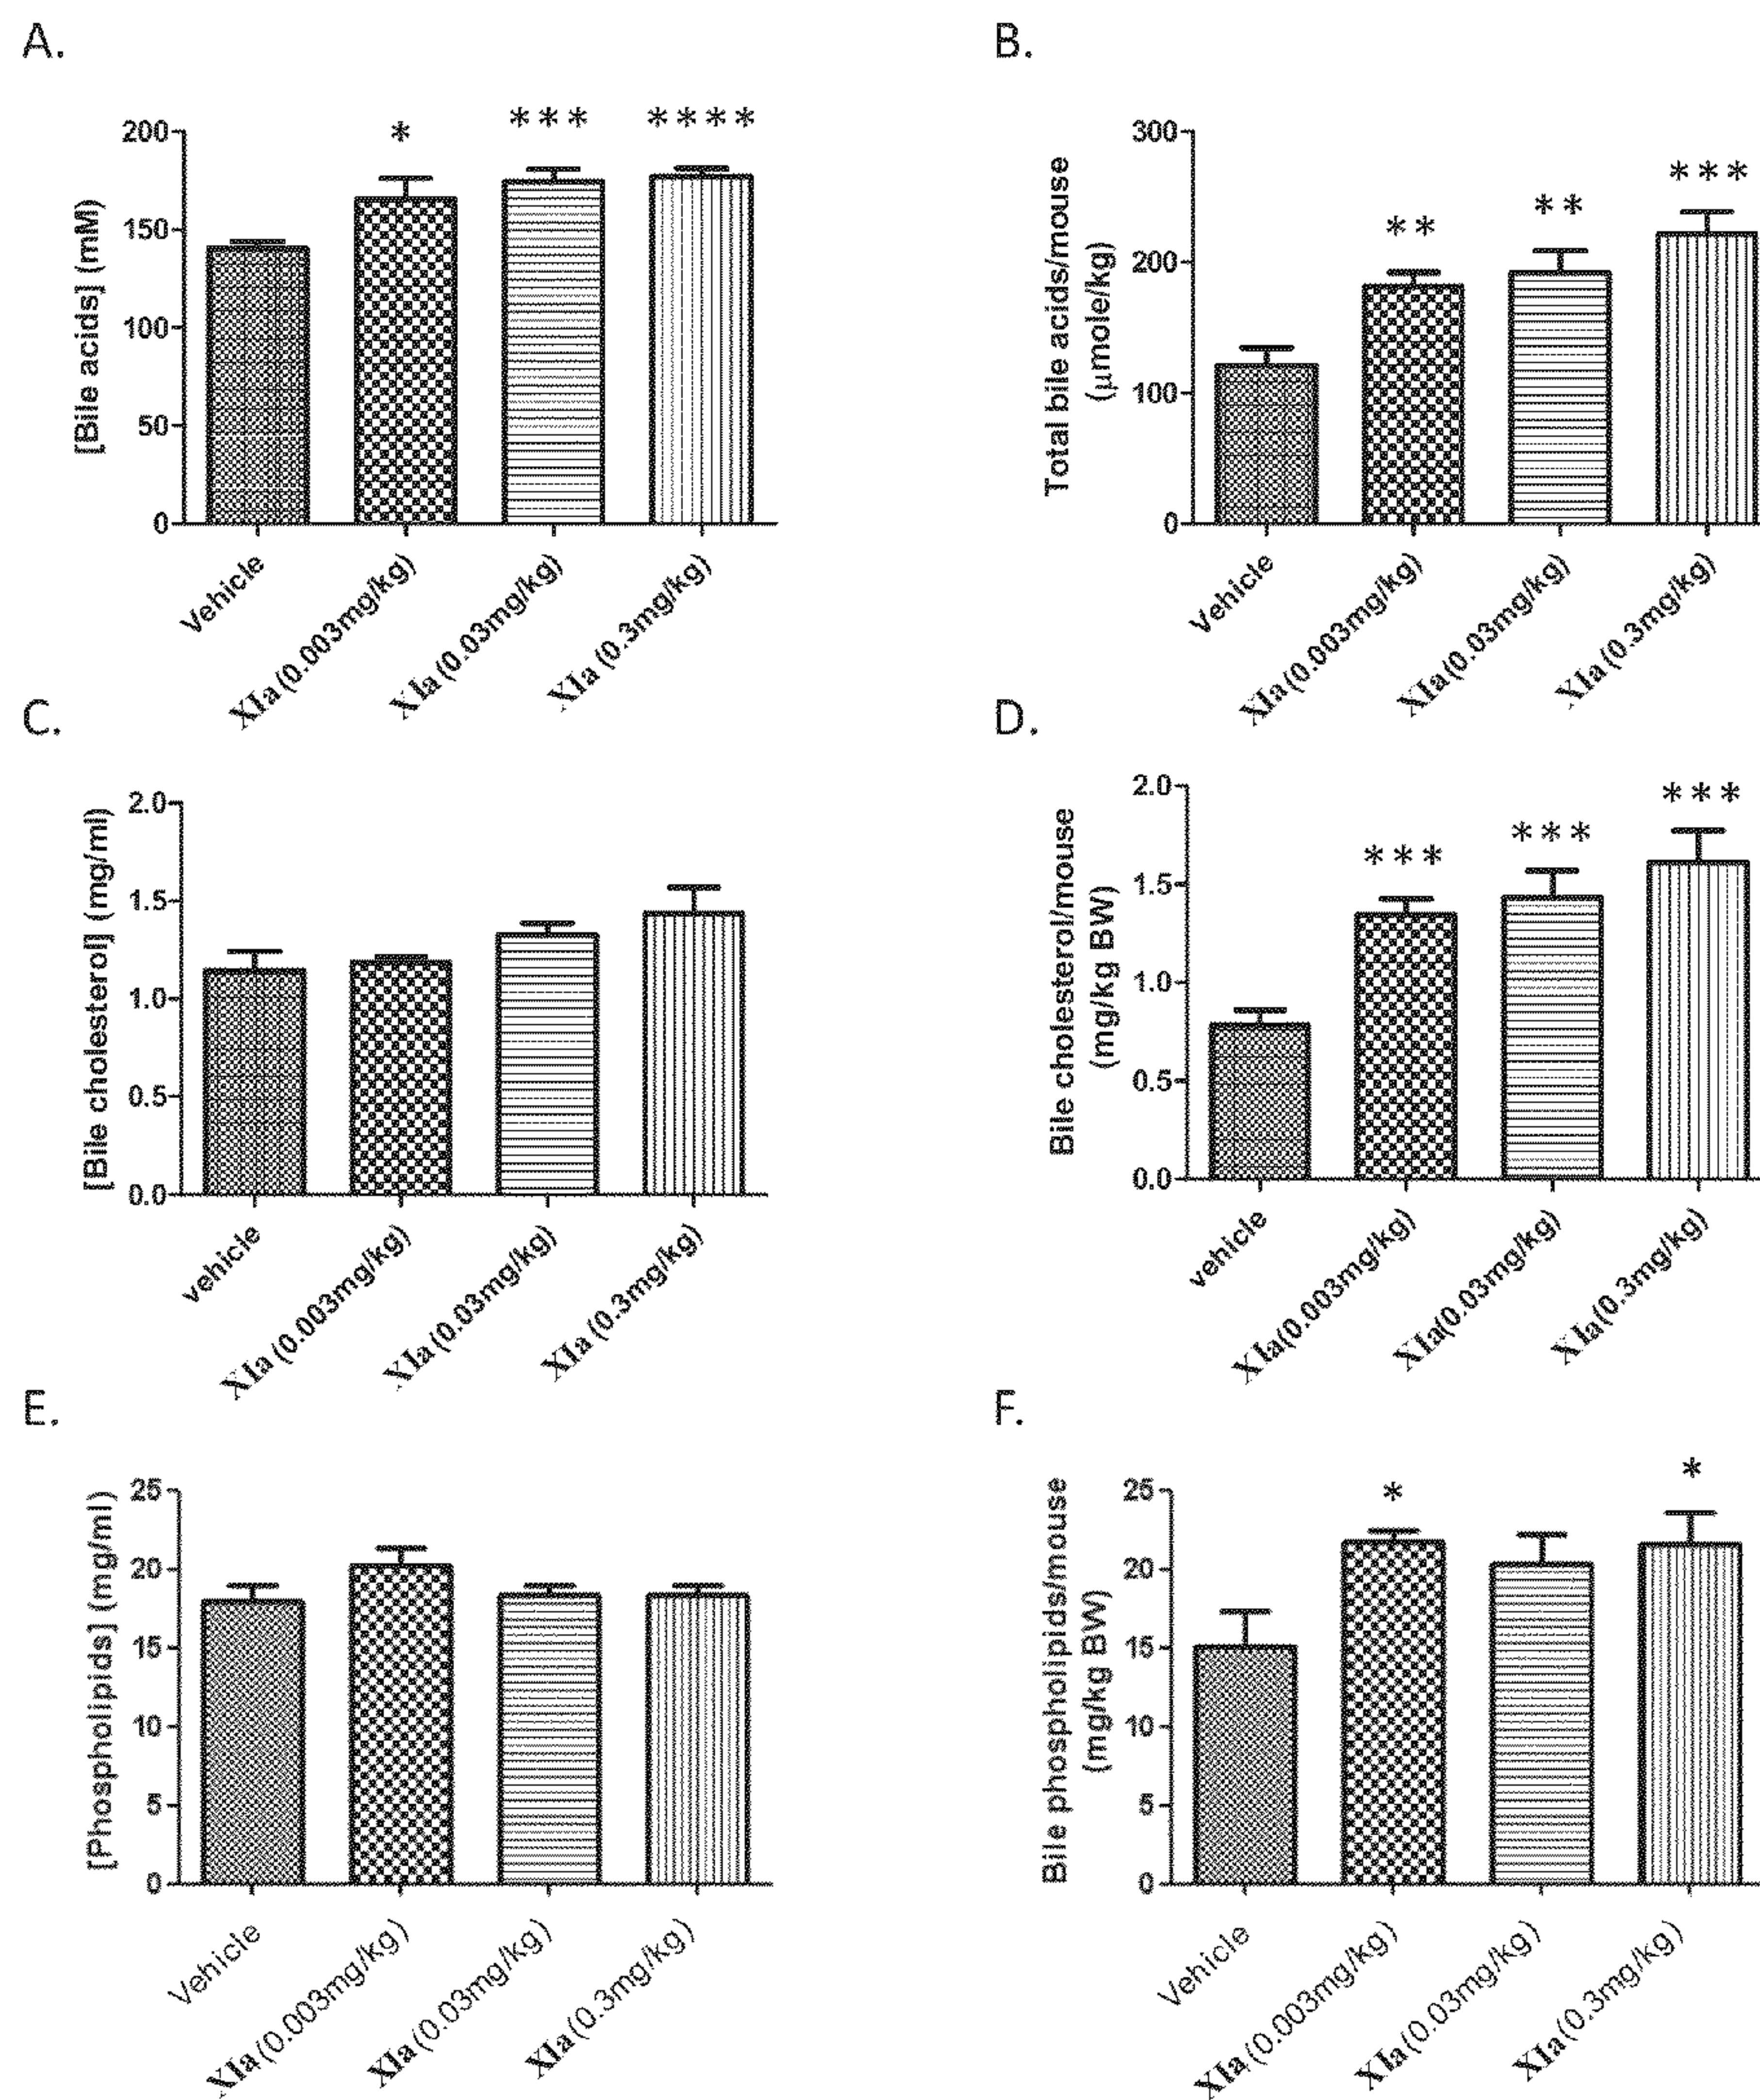 A.
[Bile acids] (mM)
200
150
100
50
0
* *** ****
Vehicle
XIa (0.003mg/kg)
XIa (0.03mg/kg)
XIa (0.3mg/kg)
B.
Total bile acids/mouse
(µmole/kg)
300
200
100
0
** ** ***
Vehicle
XIa(0.003mg/kg)
XIa(0.03mg/kg)
XIa (0.3mg/kg)
C.
[Bile cholesterol] (mg/ml)
2.0
1.5
1.0
0.5
0.0
vehicle
XIa (0.003mg/kg)
XIa (0.03mg/kg)
XIa (0.3mg/kg)
D.
Bile cholesterol/mouse
(mg/kg BW)
2.0
1.5
1.0
0.5
0.0
*** *** ***
vehicle
XIa(0.003mg/kg)
XIa(0.03mg/kg)
XIa(0.3mg/kg)
E.
[Phospholipids] (mg/ml)
25
20
15
10
5
0
Vehicle
XIa (0.003mg/kg)
XIa (0.03mg/kg)
XIa (0.3mg/kg)
F.
Bile phospholipids/mouse
(mg/kg BW)
25
20
15
10
5
0
* *
Vehicle
XIa (0.003mg/kg)
XIa (0.03mg/kg)
XIa (0.3mg/kg)